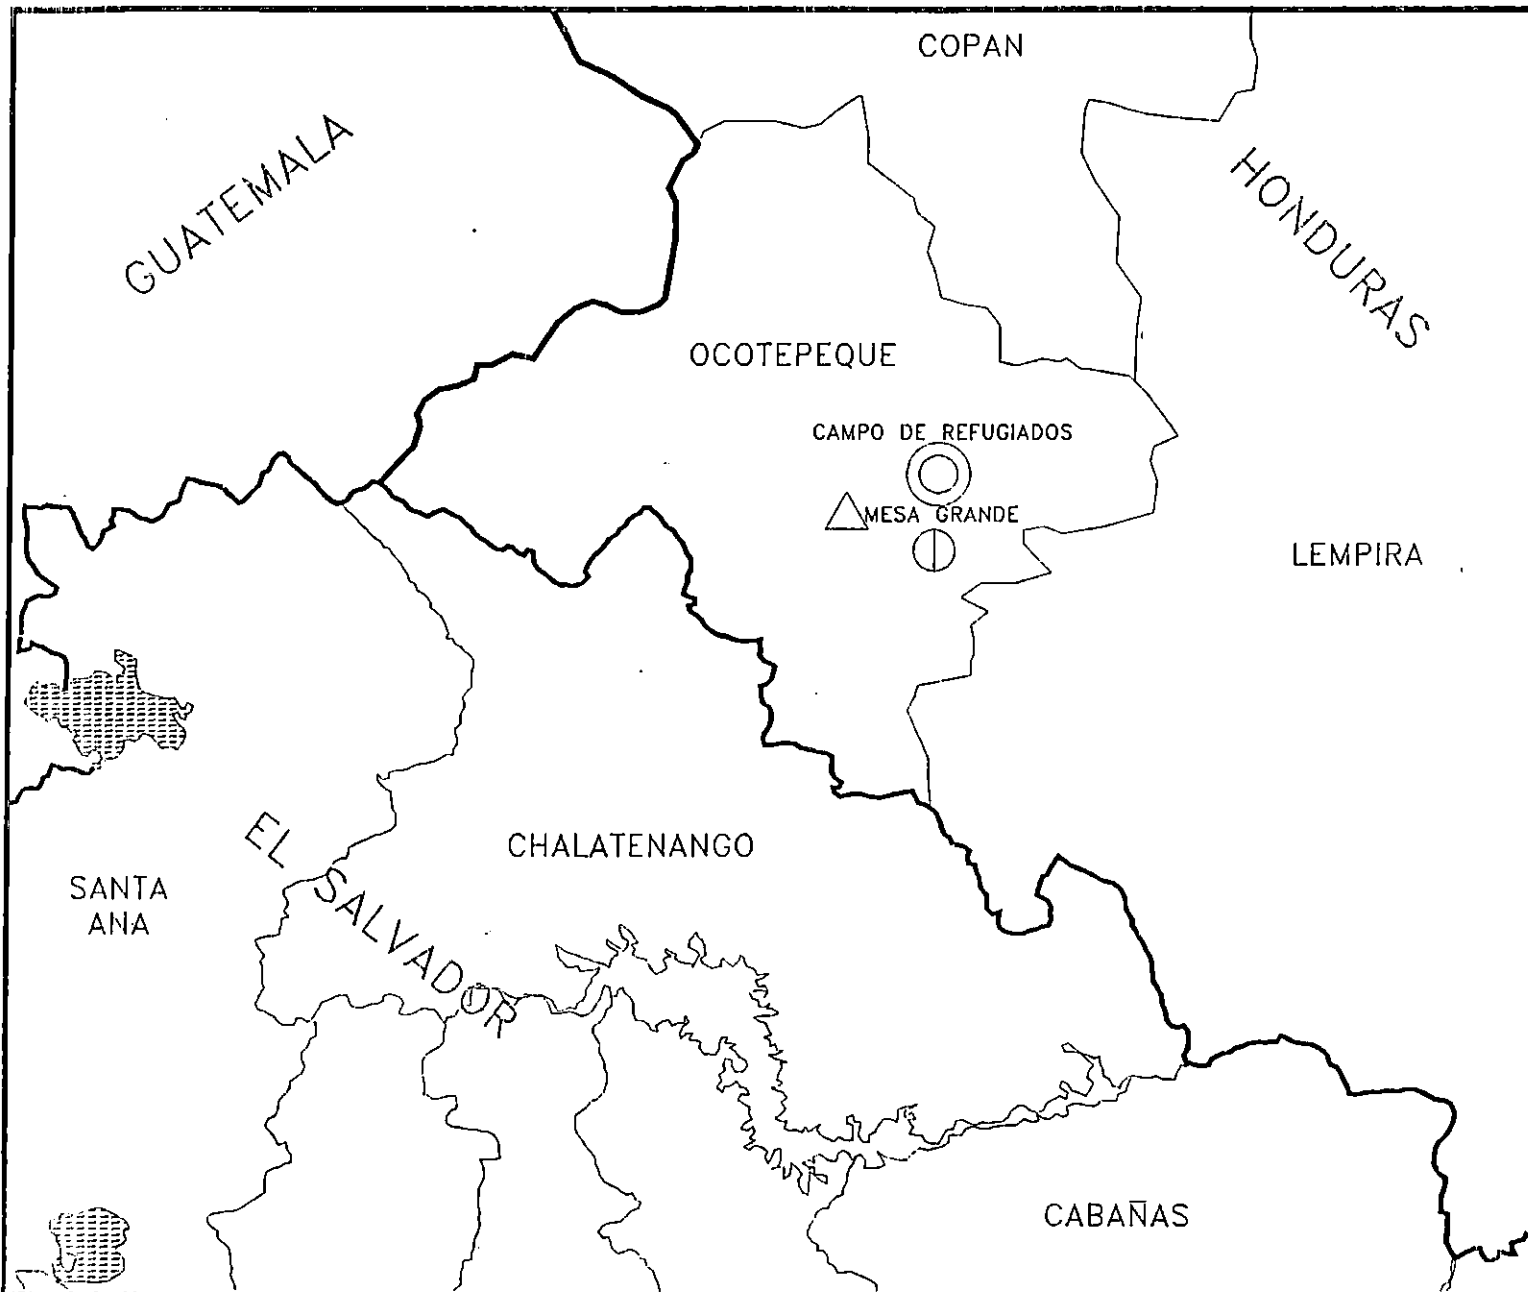 COPAN
GUATEMALA
HONDURAS
OCOTEPEQUE
CAMPO DE REFUGIADOS
MESA GRANDE
LEMPIRA
EL SALVADOR
CHALATENANGO
SANTA
ANA
CABAÑAS